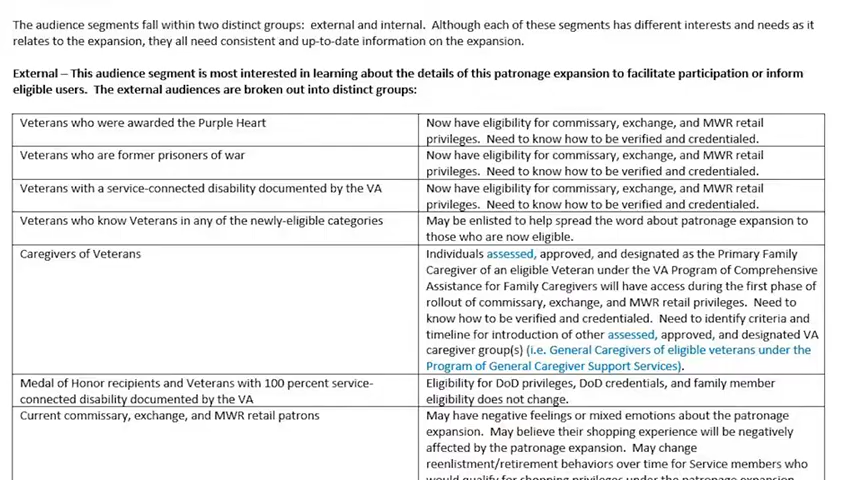 The audience segments fall within two distinct groups: external and internal. Although each of these segments has different interests and needs as it
relates to the expansion, they all need consistent and up-to-date information on the expansion.
External – This audience segment is most interested in learning about the details of this patronage expansion to facilitate participation or inform
eligible users. The external audiences are broken out into distinct groups:
Veterans who were awarded the Purple Heart
Now have eligibility for commissary, exchange, and MWR retail
privileges. Need to know how to be verified and credentialed.
Veterans who are former prisoners of war
Now have eligibility for commissary, exchange, and MWR retail
privileges. Need to know how to be verified and credentialed.
Veterans with a service-connected disability documented by the VA
Now have eligibility for commissary, exchange, and MWR retail
privileges. Need to know how to be verified and credentialed.
Veterans who know Veterans in any of the newly-eligible categories
May be enlisted to help spread the word about patronage expansion to
those who are now eligible.
Caregivers of Veterans
Individuals assessed, approved, and designated as the Primary Family
Caregiver of an eligible Veteran under the VA Program of Comprehensive
Assistance for Family Caregivers will have access during the first phase of
rollout of commissary, exchange, and MWR retail privileges. Need to
know how to be verified and credentialed. Need to identify criteria and
timeline for introduction of other assessed, approved, and designated VA
caregiver group(s) (i.e. General Caregivers of eligible veterans under the
Program of General Caregiver Support Services).
Medal of Honor recipients and Veterans with 100 percent service-
connected disability documented by the VA
Eligibility for DoD privileges, DoD credentials, and family member
eligibility does not change.
Current commissary, exchange, and MWR retail patrons
May have negative feelings or mixed emotions about the patronage
expansion. May believe their shopping experience will be negatively
affected by the patronage expansion. May change
reenlistment/retirement behaviors over time for Service members who
would qualify for shopping privileges under the patronage expansion